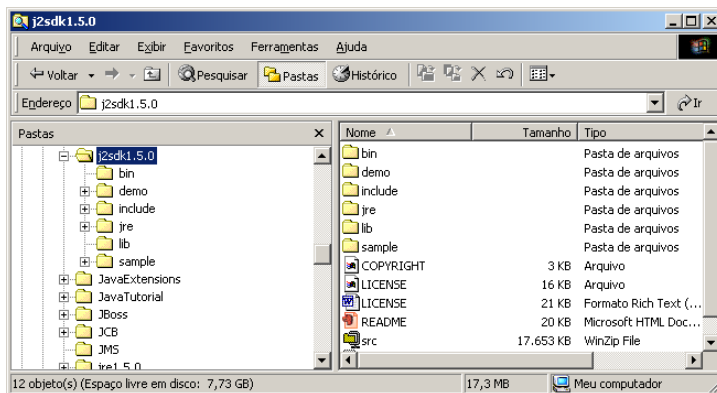 j2sdk1.5.0
Arquivo Editar Exibir Favoritos Ferramentas Ajuda
Voltar Pesquisar Pastas Histórico
Endereço j2sdk1.5.0 Ir
Pastas
j2sdk1.5.0
bin
demo
include
jre
lib
sample
JavaExtensions
JavaTutorial
JBoss
JCB
JMS
jre1.5.0
Nome Tamanho Tipo
bin Pasta de arquivos
demo Pasta de arquivos
include Pasta de arquivos
jre Pasta de arquivos
lib Pasta de arquivos
sample Pasta de arquivos
COPYRIGHT 3 KB Arquivo
LICENSE 16 KB Arquivo
LICENSE 21 KB Formato Rich Text (...
README 20 KB Microsoft HTML Doc...
src 17.653 KB WinZip File
12 objeto(s) (Espaço livre em disco: 7,73 GB) 17,3 MB Meu computador